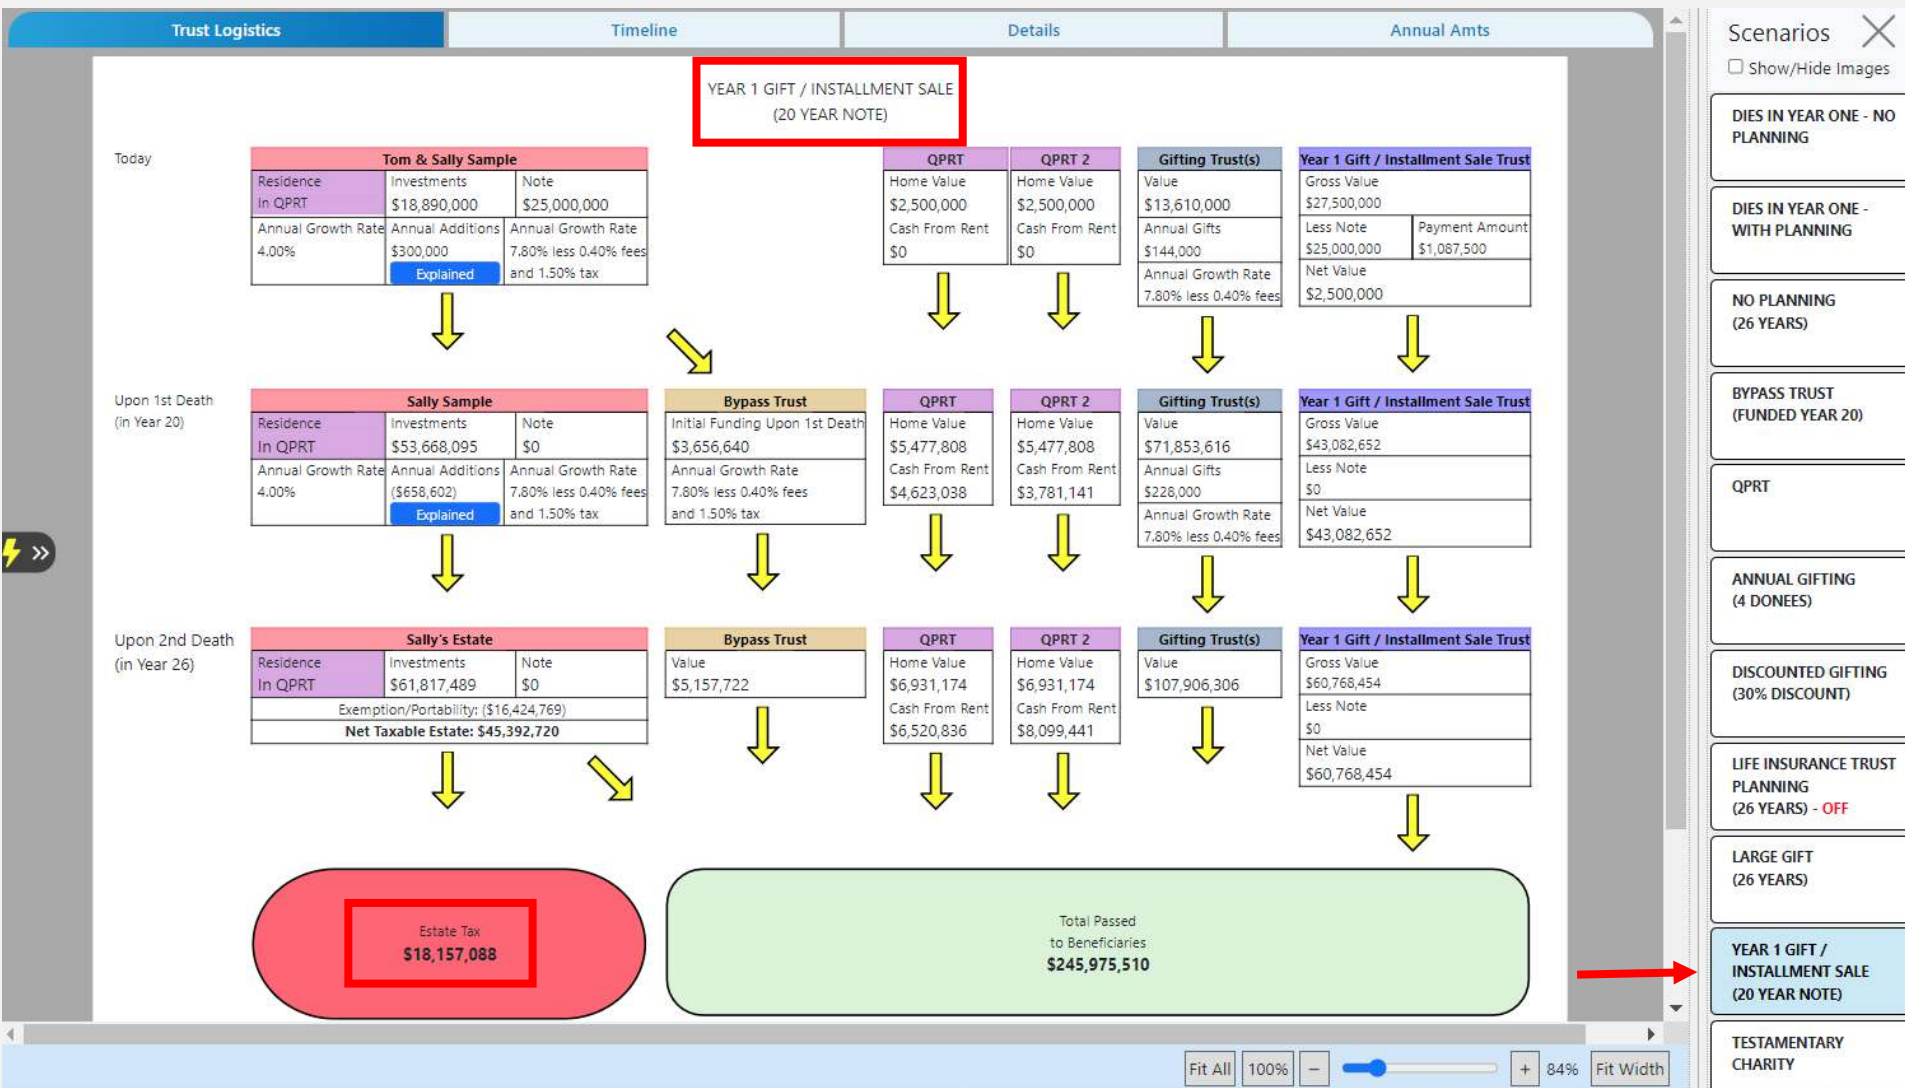 Trust Logistics
Timeline
Details
Annual Amts
YEAR 1 GIFT / INSTALLMENT SALE
(20 YEAR NOTE)
Today
Tom & Sally Sample
Residence
In QPRT
Investments
$18,890,000
Note
$25,000,000
Annual Growth Rate
4.00%
Annual Additions
$300,000
Explained
Annual Growth Rate
7.80% less 0.40% fees
and 1.50% tax
QPRT
Home Value
$2,500,000
Cash From Rent
$0
QPRT 2
Home Value
$2,500,000
Cash From Rent
$0
Gifting Trust(s)
Value
$13,610,000
Annual Gifts
$144,000
Annual Growth Rate
7.80% less 0.40% fees
Year 1 Gift / Installment Sale Trust
Gross Value
$27,500,000
Less Note
$25,000,000
Payment Amount
$1,087,500
Net Value
$2,500,000
Upon 1st Death
(in Year 20)
Sally Sample
Residence
In QPRT
Investments
$53,668,095
Note
$0
Annual Growth Rate
4.00%
Annual Additions
($658,602)
Explained
Annual Growth Rate
7.80% less 0.40% fees
and 1.50% tax
Bypass Trust
Initial Funding Upon 1st Death
$3,656,640
Annual Growth Rate
7.80% less 0.40% fees
and 1.50% tax
QPRT
Home Value
$5,477,808
Cash From Rent
$4,623,038
QPRT 2
Home Value
$5,477,808
Cash From Rent
$3,781,141
Gifting Trust(s)
Value
$71,853,616
Annual Gifts
$228,000
Annual Growth Rate
7.80% less 0.40% fees
Year 1 Gift / Installment Sale Trust
Gross Value
$43,082,652
Less Note
$0
Net Value
$43,082,652
Upon 2nd Death
(in Year 26)
Sally's Estate
Residence
In QPRT
Investments
$61,817,489
Note
$0
Exemption/Portability: ($16,424,769)
Net Taxable Estate: $45,392,720
Bypass Trust
Value
$5,157,722
QPRT
Home Value
$6,931,174
Cash From Rent
$6,520,836
QPRT 2
Home Value
$6,931,174
Cash From Rent
$8,099,441
Gifting Trust(s)
Value
$107,906,306
Year 1 Gift / Installment Sale Trust
Gross Value
$60,768,454
Less Note
$0
Net Value
$60,768,454
Estate Tax
$18,157,088
Total Passed
to Beneficiaries
$245,975,510
Fit All
100%
−
+
84%
Fit Width
Scenarios
Show/Hide Images
DIES IN YEAR ONE - NO
PLANNING
DIES IN YEAR ONE -
WITH PLANNING
NO PLANNING
(26 YEARS)
BYPASS TRUST
(FUNDED YEAR 20)
QPRT
ANNUAL GIFTING
(4 DONEES)
DISCOUNTED GIFTING
(30% DISCOUNT)
LIFE INSURANCE TRUST
PLANNING
(26 YEARS) - OFF
LARGE GIFT
(26 YEARS)
YEAR 1 GIFT /
INSTALLMENT SALE
(20 YEAR NOTE)
TESTAMENTARY
CHARITY